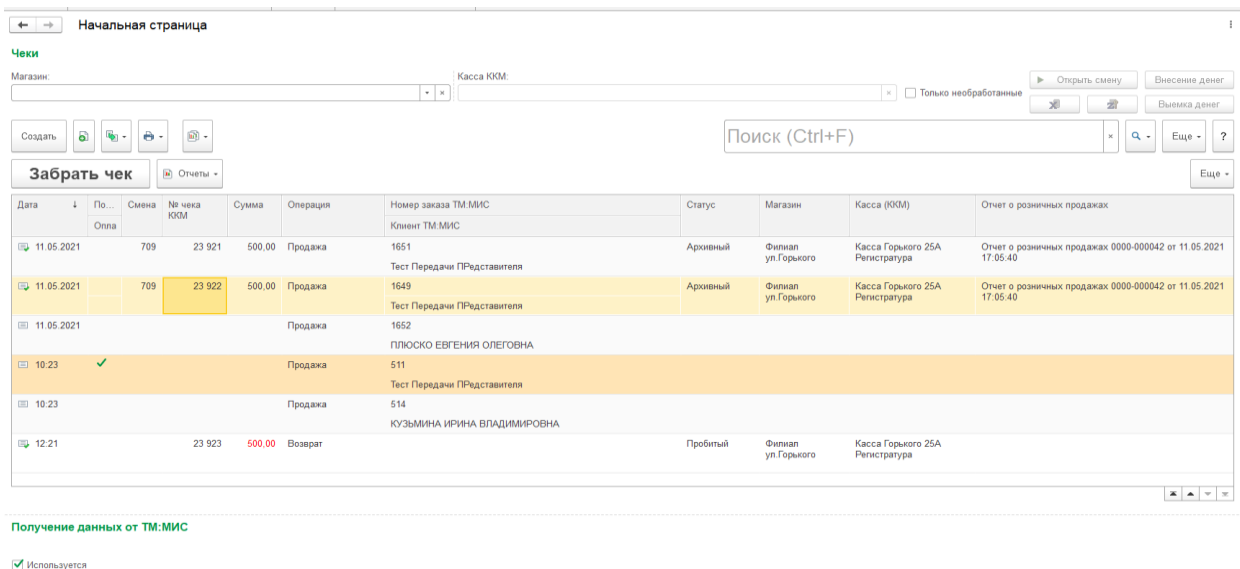 Начальная страница
Чеки
Магазин:
Касса ККМ:
Только необработанные
Открыть смену
Внесение денег
Выемка денег
Создать
Поиск (Ctrl+F)
Еще
?
Забрать чек
Отчеты
Еще
Дата ↓ По... Смена № чека ККМ Сумма Операция Номер заказа ТМ:МИС Статус Магазин Касса (ККМ) Отчет о розничных продажах
Опла Клиент ТМ:МИС
11.05.2021 709 23 921 500,00 Продажа 1651 Архивный Филиал ул.Горького Касса Горького 25А Регистратура Отчет о розничных продажах 0000-000042 от 11.05.2021 17:05:40
Тест Передачи ПРедставителя
11.05.2021 709 23 922 500,00 Продажа 1649 Архивный Филиал ул.Горького Касса Горького 25А Регистратура Отчет о розничных продажах 0000-000042 от 11.05.2021 17:05:40
Тест Передачи ПРедставителя
11.05.2021 Продажа 1652
ПЛЮСКО ЕВГЕНИЯ ОЛЕГОВНА
10:23 Продажа 511
Тест Передачи ПРедставителя
10:23 Продажа 514
КУЗЬМИНА ИРИНА ВЛАДИМИРОВНА
12:21 23 923 500,00 Возврат Пробитый Филиал ул.Горького Касса Горького 25А Регистратура
Получение данных от ТМ:МИС
Используется